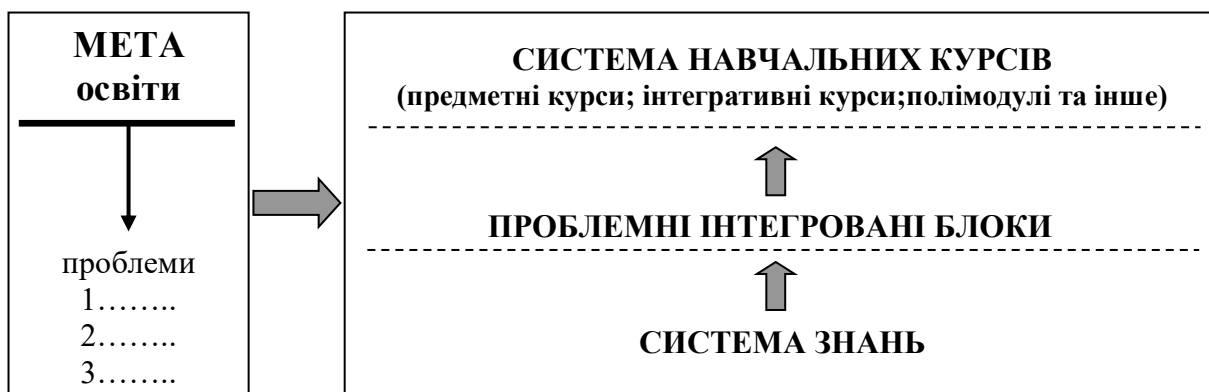 МЕТА
освіти
проблеми
1……..
2……..
3……..
СИСТЕМА НАВЧАЛЬНИХ КУРСІВ
(предметні курси; інтегративні курси;полімодулі та інше)
ПРОБЛЕМНІ ІНТЕГРОВАНІ БЛОКИ
СИСТЕМА ЗНАНЬ